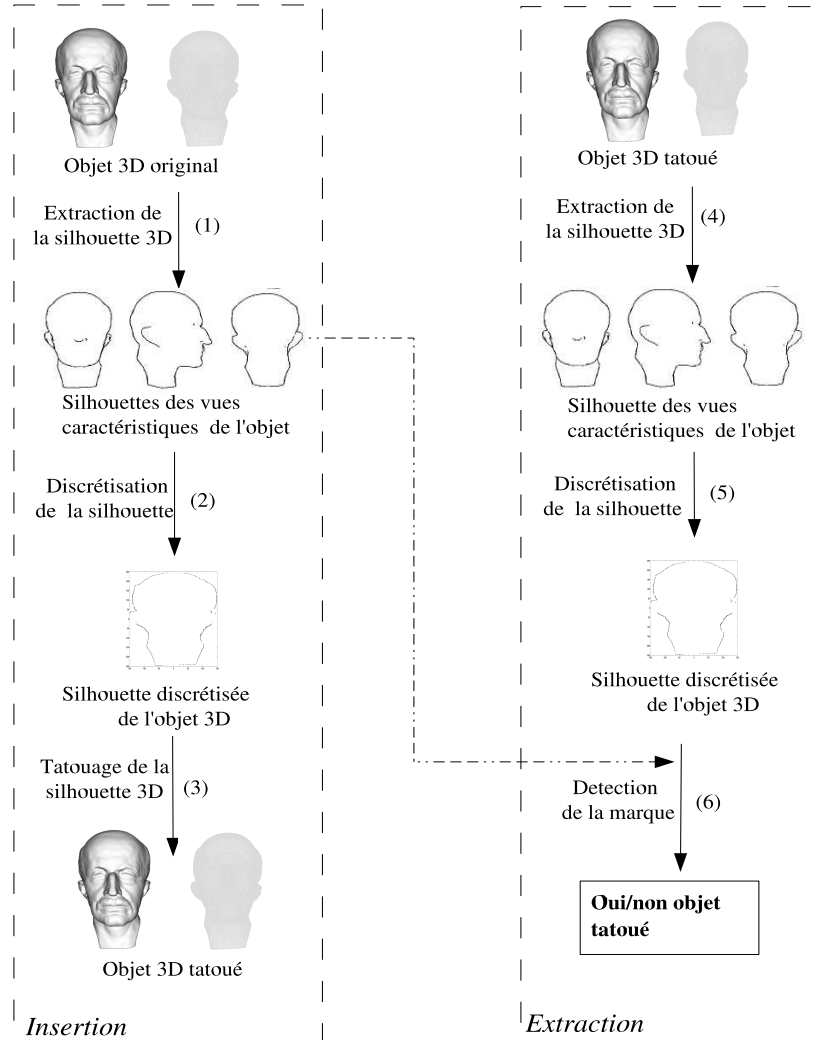 Objet 3D original
Extraction de
la silhouette 3D
(1)
Silhouettes des vues
caractéristiques de l'objet
Discrétisation
de la silhouette
(2)
Silhouette discrétisée
de l'objet 3D
Tatouage de la
silhouette 3D
(3)
Objet 3D tatoué
Insertion
Objet 3D tatoué
Extraction de
la silhouette 3D
(4)
Silhouette des vues
caractéristiques de l'objet
Discrétisation
de la silhouette
(5)
Silhouette discrétisée
de l'objet 3D
Detection
de la marque
(6)
Oui/non objet
tatoué
Extraction